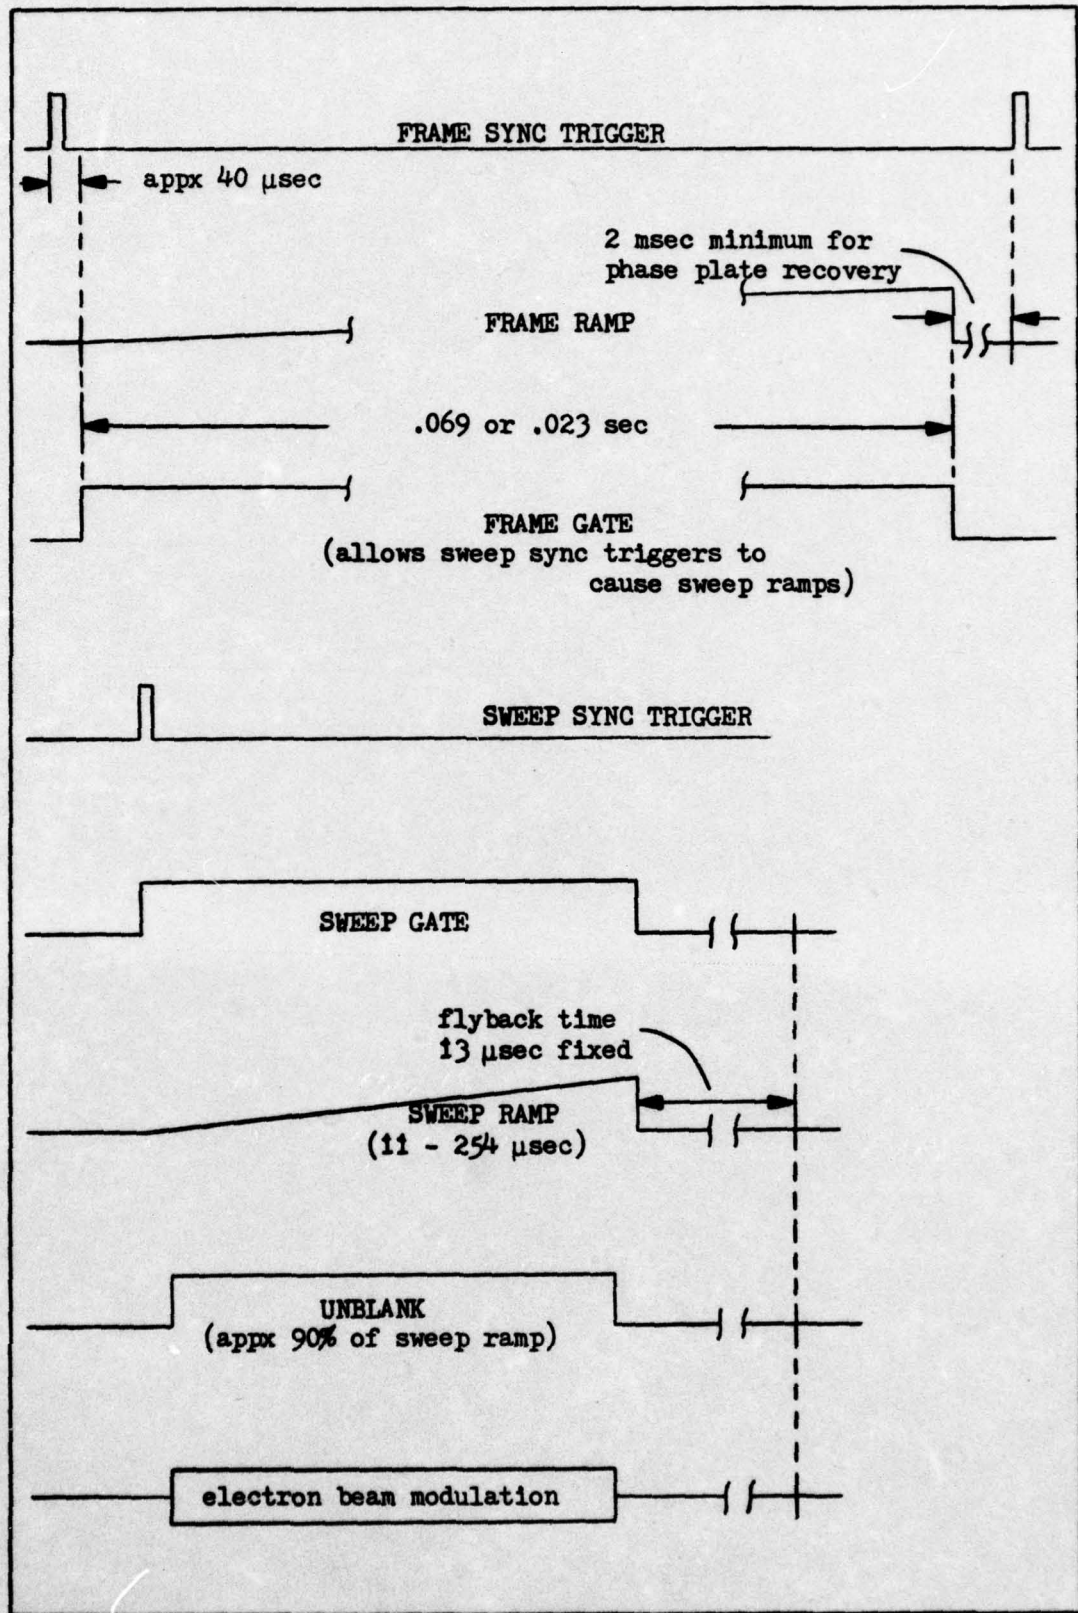 FRAME SYNC TRIGGER
appx 40 µsec
2 msec minimum for
phase plate recovery
FRAME RAMP
.069 or .023 sec
FRAME GATE
(allows sweep sync triggers to
cause sweep ramps)
SWEEP SYNC TRIGGER
SWEEP GATE
flyback time
13 µsec fixed
SWEEP RAMP
(11 - 254 µsec)
UNBLANK
(appx 90% of sweep ramp)
electron beam modulation